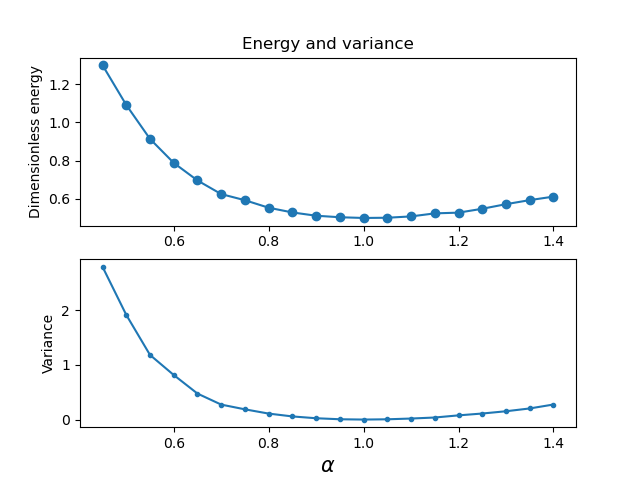 Energy and variance
Dimensionless energy
1.2
1.0
0.8
0.6
0.6 0.8 1.0 1.2 1.4
Variance
2
1
0
0.6 0.8 1.0 1.2 1.4
α